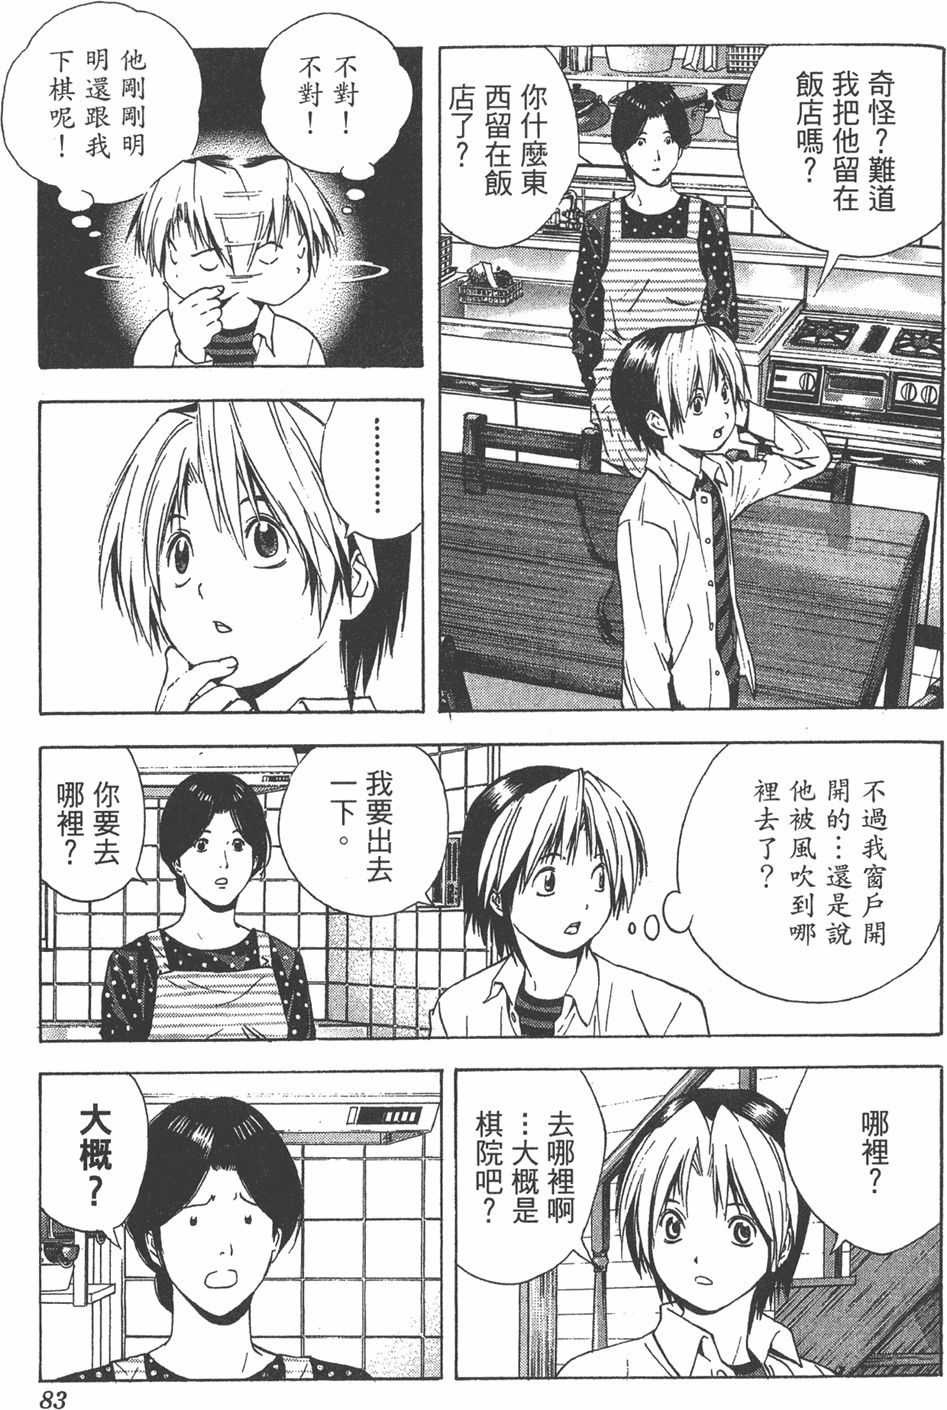 奇怪？難道
我把他留在
飯店嗎？
你什麼東
西留在飯
店了？
不對！
不對！
他剛剛明
明還跟我
下棋呢！
………
不過我窗戶開
開的…還是說
他被風吹到哪
裡去了？
我要出去
一下。
你要去
哪裡？
哪裡？
去哪裡啊
…大概是
棋院吧？
大概？
83